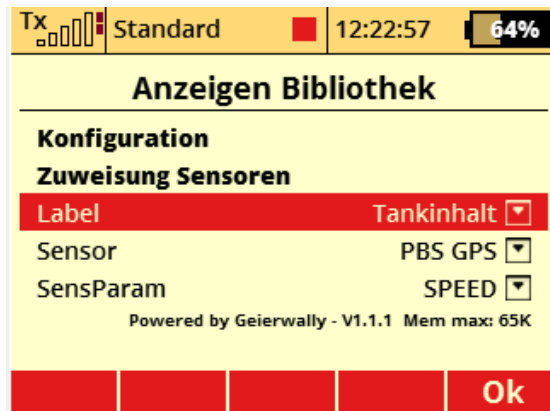 Tx Standard 12:22:57 64%
Anzeigen Bibliothek
Konfiguration
Zuweisung Sensoren
Label Tankinhalt
Sensor PBS GPS
SensParam SPEED
Powered by Geierwally - V1.1.1 Mem max: 65K
Ok